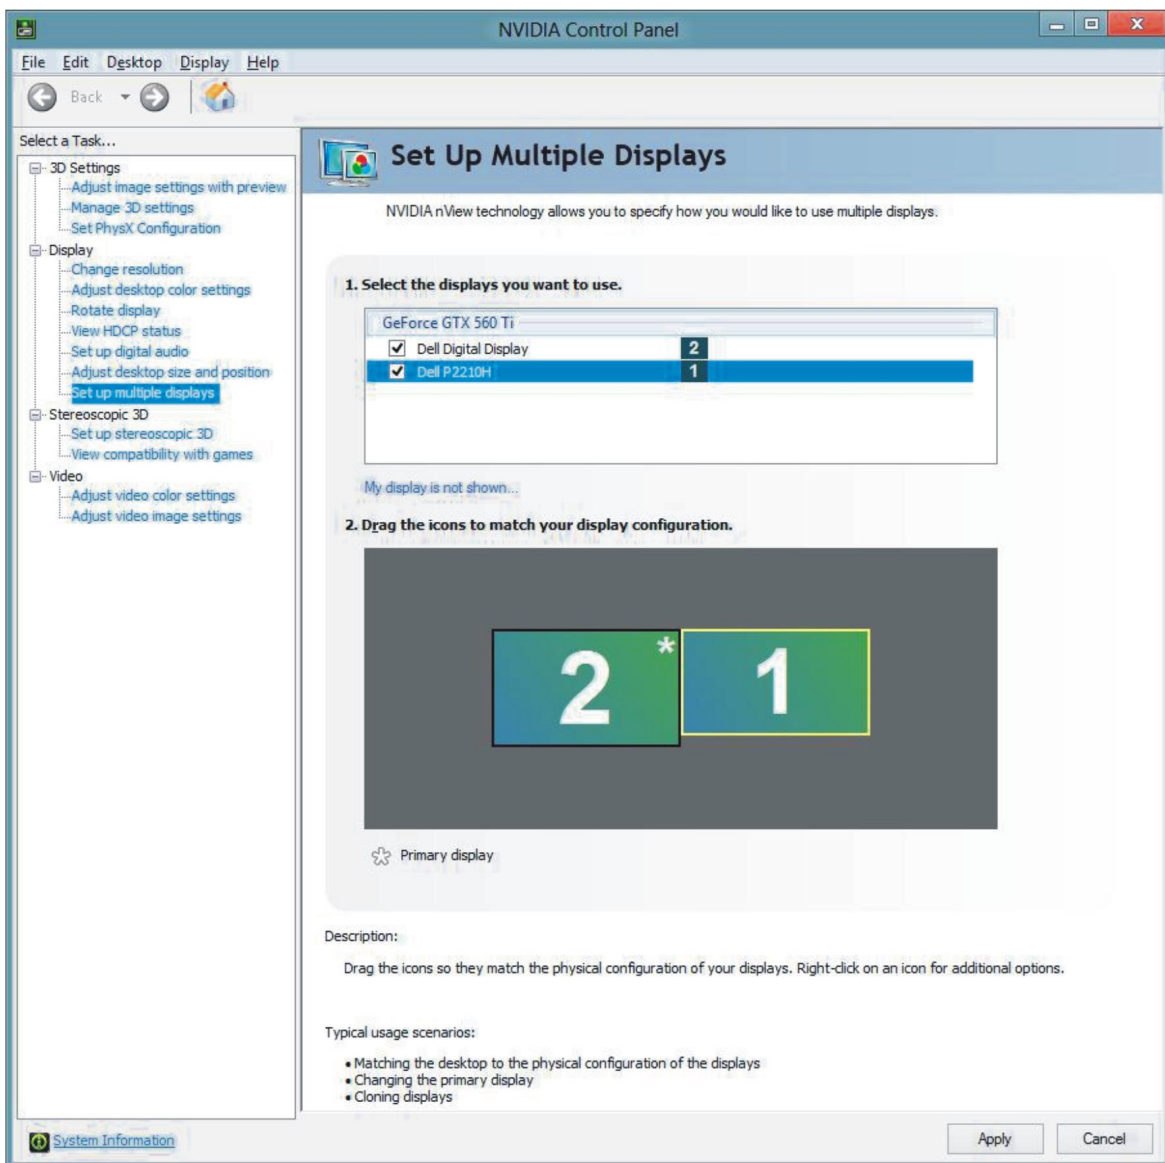 NVIDIA Control Panel
File Edit Desktop Display Help
Back
Select a Task...
3D Settings
Adjust image settings with preview
Manage 3D settings
Set PhysX Configuration
Display
Change resolution
Adjust desktop color settings
Rotate display
View HDCP status
Set up digital audio
Adjust desktop size and position
Set up multiple displays
Stereoscopic 3D
Set up stereoscopic 3D
View compatibility with games
Video
Adjust video color settings
Adjust video image settings
Set Up Multiple Displays
NVIDIA nView technology allows you to specify how you would like to use multiple displays.
1. Select the displays you want to use.
GeForce GTX 560 Ti
Dell Digital Display 2
Dell P2210H 1
My display is not shown...
2. Drag the icons to match your display configuration.
2 * 1
Primary display
Description:
Drag the icons so they match the physical configuration of your displays. Right-click on an icon for additional options.
Typical usage scenarios:
• Matching the desktop to the physical configuration of the displays
• Changing the primary display
• Cloning displays
System Information
Apply Cancel